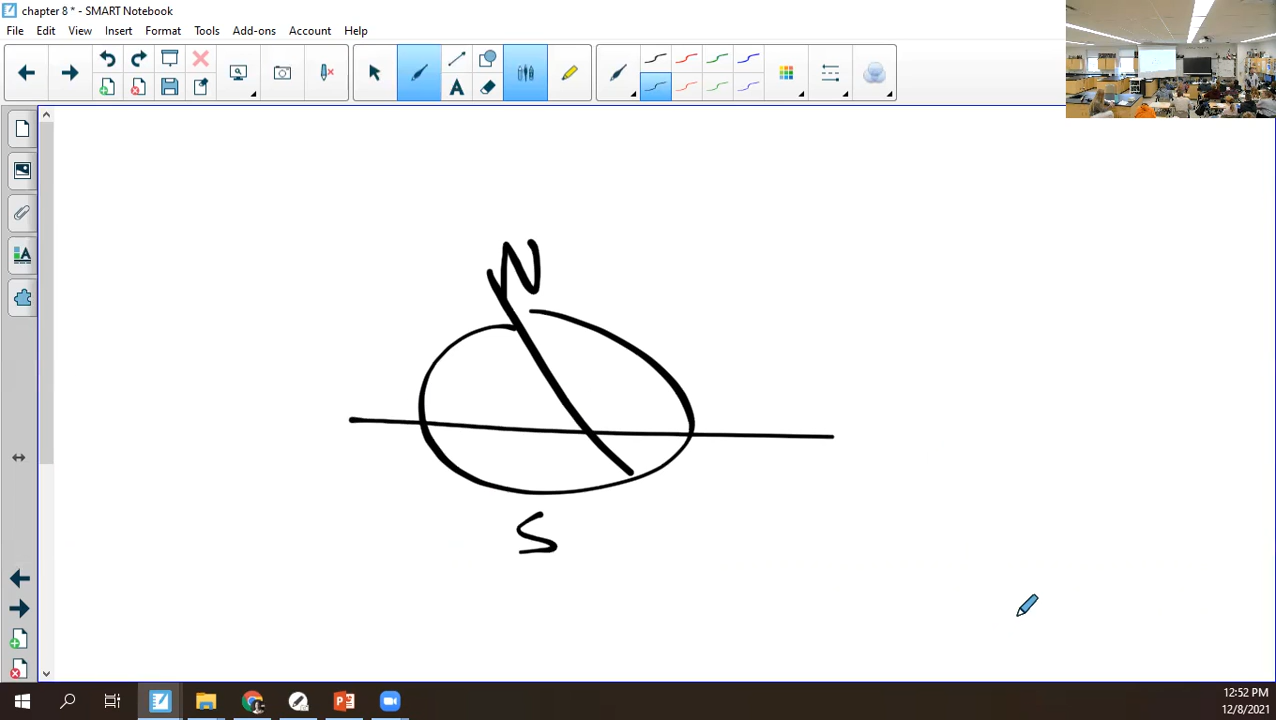 chapter 8 * - SMART Notebook
File Edit View Insert Format Tools Add-ons Account Help
A
A
N
S
12:52 PM
12/8/2021